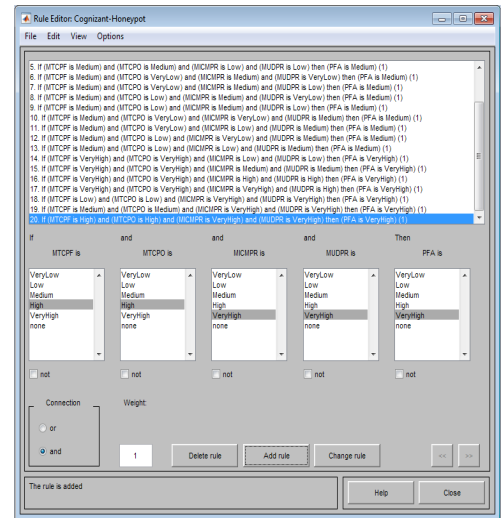 Rule Editor: Cognizant-Honeypot
File Edit View Options
5. If (MTCPF is Medium) and (MTCPO is Medium) and (MICMPR is Low) and (MUDPR is Low) then (PFA is Medium) (1)
6. If (MTCPF is Medium) and (MTCPO is VeryLow) and (MICMPR is Medium) and (MUDPR is VeryLow) then (PFA is Medium) (1)
7. If (MTCPF is Medium) and (MTCPO is VeryLow) and (MICMPR is Medium) and (MUDPR is Low) then (PFA is Medium) (1)
8. If (MTCPF is Medium) and (MTCPO is Low) and (MICMPR is Medium) and (MUDPR is VeryLow) then (PFA is Medium) (1)
9. If (MTCPF is Medium) and (MTCPO is Low) and (MICMPR is Medium) and (MUDPR is Low) then (PFA is Medium) (1)
10. If (MTCPF is Medium) and (MTCPO is VeryLow) and (MICMPR is VeryLow) and (MUDPR is Medium) then (PFA is Medium) (1)
11. If (MTCPF is Medium) and (MTCPO is VeryLow) and (MICMPR is Low) and (MUDPR is Medium) then (PFA is Medium) (1)
12. If (MTCPF is Medium) and (MTCPO is Low) and (MICMPR is VeryLow) and (MUDPR is Medium) then (PFA is Medium) (1)
13. If (MTCPF is Medium) and (MTCPO is Low) and (MICMPR is Low) and (MUDPR is Medium) then (PFA is Medium) (1)
14. If (MTCPF is VeryHigh) and (MTCPO is VeryHigh) and (MICMPR is Low) and (MUDPR is Low) then (PFA is VeryHigh) (1)
15. If (MTCPF is VeryHigh) and (MTCPO is VeryHigh) and (MICMPR is Medium) and (MUDPR is Medium) then (PFA is VeryHigh) (1)
16. If (MTCPF is VeryHigh) and (MTCPO is VeryHigh) and (MICMPR is High) and (MUDPR is High) then (PFA is VeryHigh) (1)
17. If (MTCPF is VeryHigh) and (MTCPO is VeryHigh) and (MICMPR is VeryHigh) and (MUDPR is High) then (PFA is VeryHigh) (1)
18. If (MTCPF is Low) and (MTCPO is Low) and (MICMPR is VeryHigh) and (MUDPR is VeryHigh) then (PFA is VeryHigh) (1)
19. If (MTCPF is Medium) and (MTCPO is Medium) and (MICMPR is VeryHigh) and (MUDPR is VeryHigh) then (PFA is VeryHigh) (1)
20. If (MTCPF is High) and (MTCPO is High) and (MICMPR is VeryHigh) and (MUDPR is VeryHigh) then (PFA is VeryHigh) (1)
If and and and Then
MTCPF is MTCPO is MICMPR is MUDPR is PFA is
VeryLow VeryLow VeryLow VeryLow VeryLow
Low Low Low Low Low
Medium Medium Medium Medium Medium
High High High High High
VeryHigh VeryHigh VeryHigh VeryHigh VeryHigh
none none none none none
not not not not not
Connection Weight:
or
and 1 Delete rule Add rule Change rule << >>
The rule is added Help Close